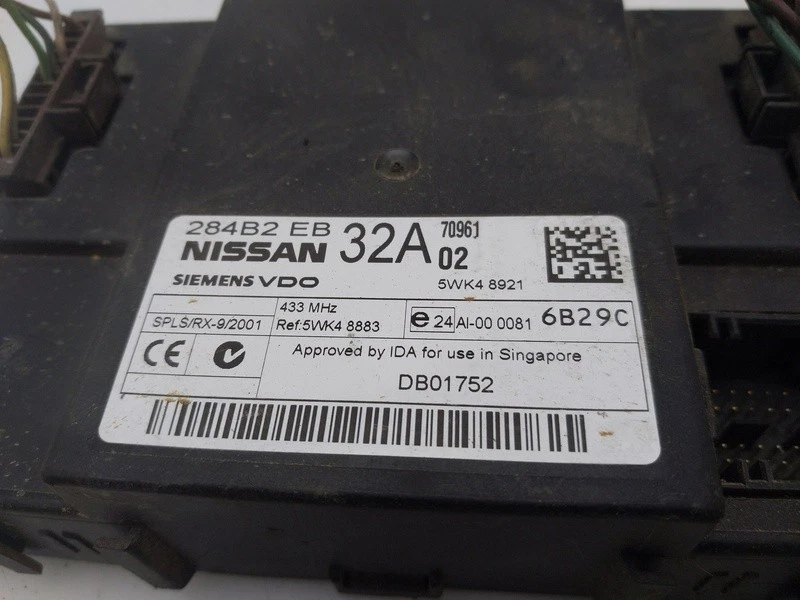 284B2 EB 32A 70961
NISSAN 02
SIEMENS VDO 5WK4 8921
433 MHz
SPLS/RX-9/2001 Ref:5WK4 8883 e 24 AI-00 0081 6B29C
CE Approved by IDA for use in Singapore
DB01752